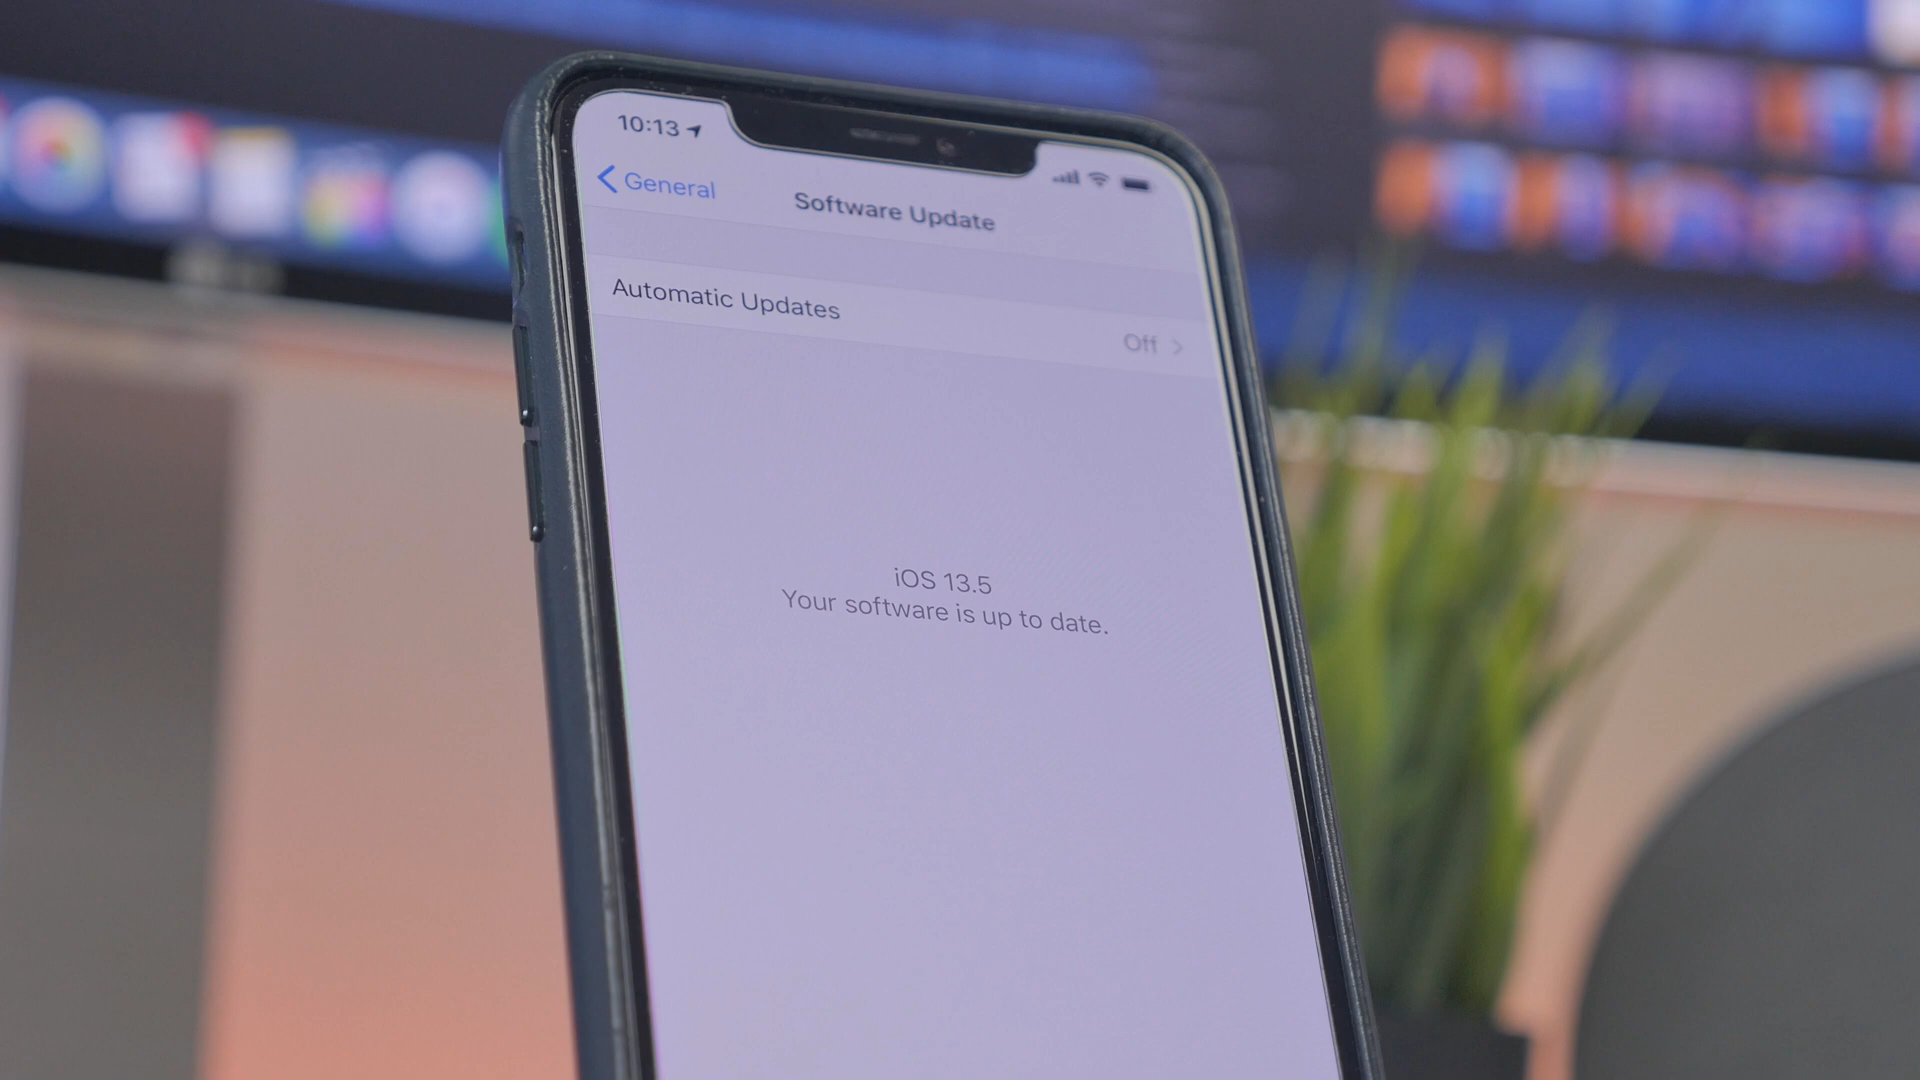 10:13
General
Software Update
Automatic Updates
Off
iOS 13.5
Your software is up to date.